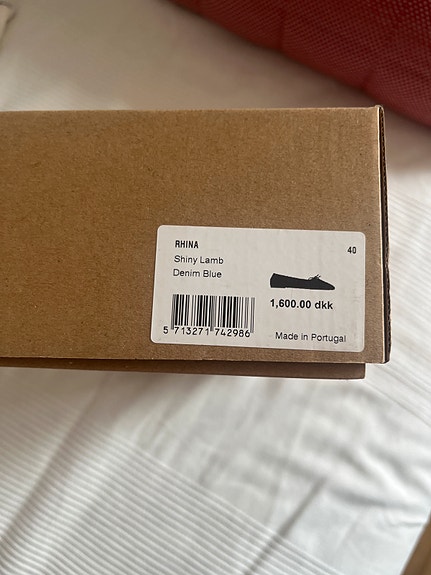 RHINA 40
Shiny Lamb
Denim Blue
1,600.00 dkk
5 713271 742986
Made in Portugal